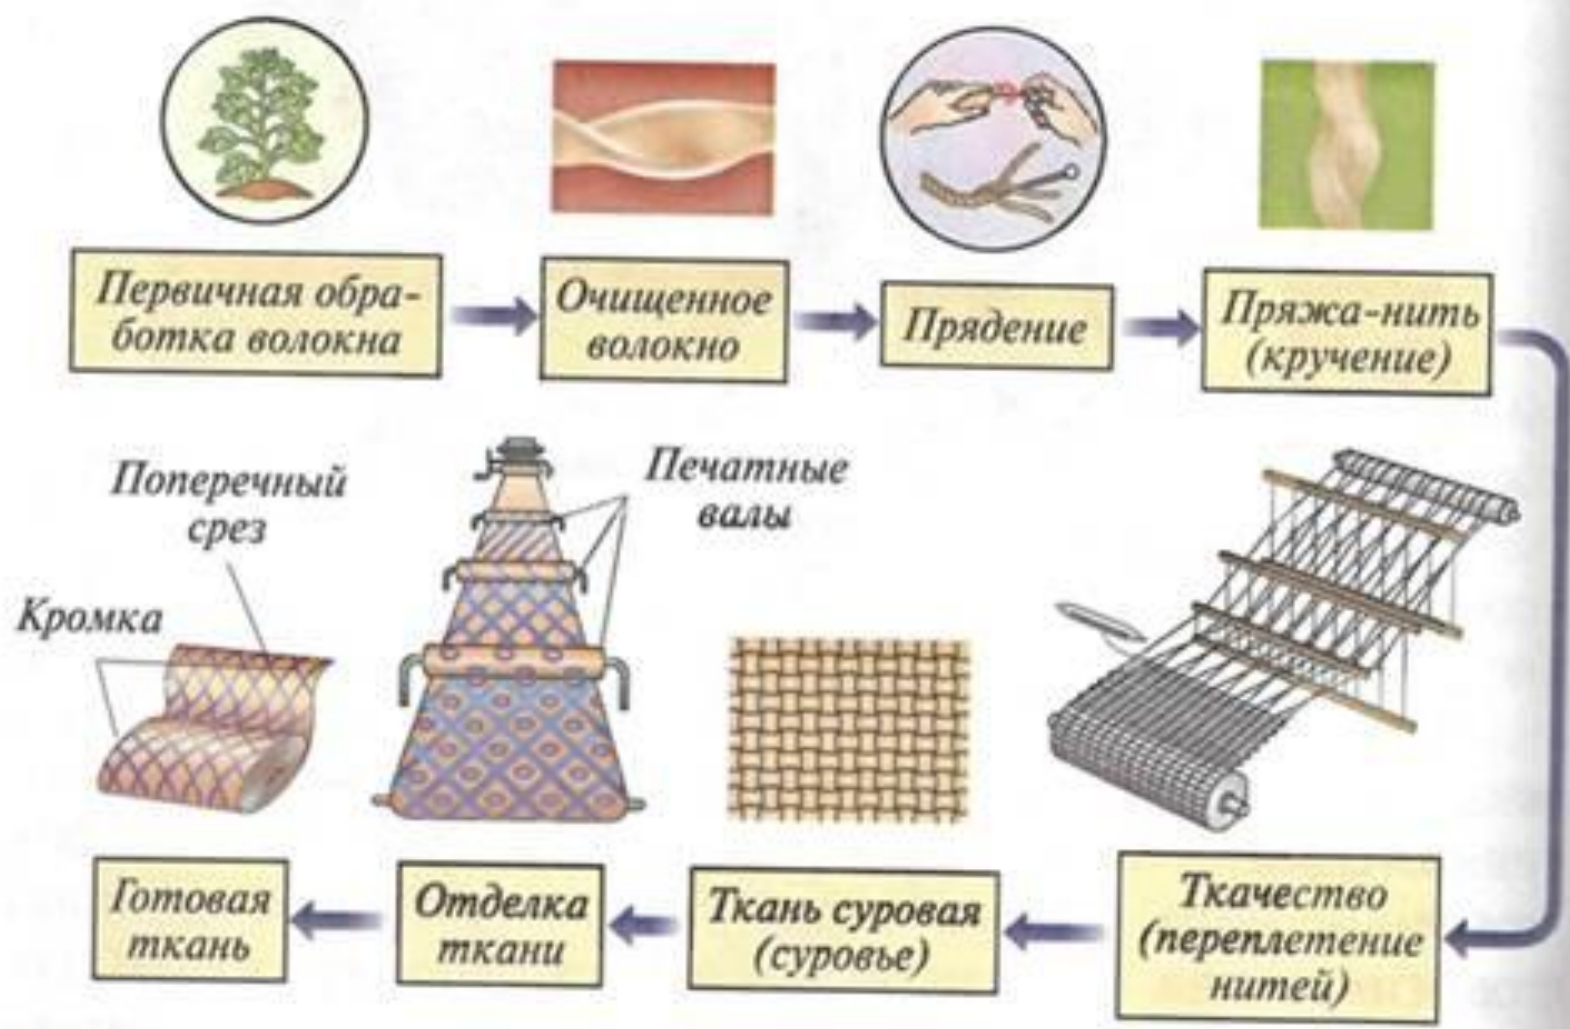 Первичная обра-
ботка волокна
Очищенное
волокно
Прядение
Пряжа-нить
(кручение)
Поперечный
срез
Кромка
Печатные
валы
Готовая
ткань
Отделка
ткани
Ткань суровая
(суровье)
Ткачество
(переплетение
нитей)